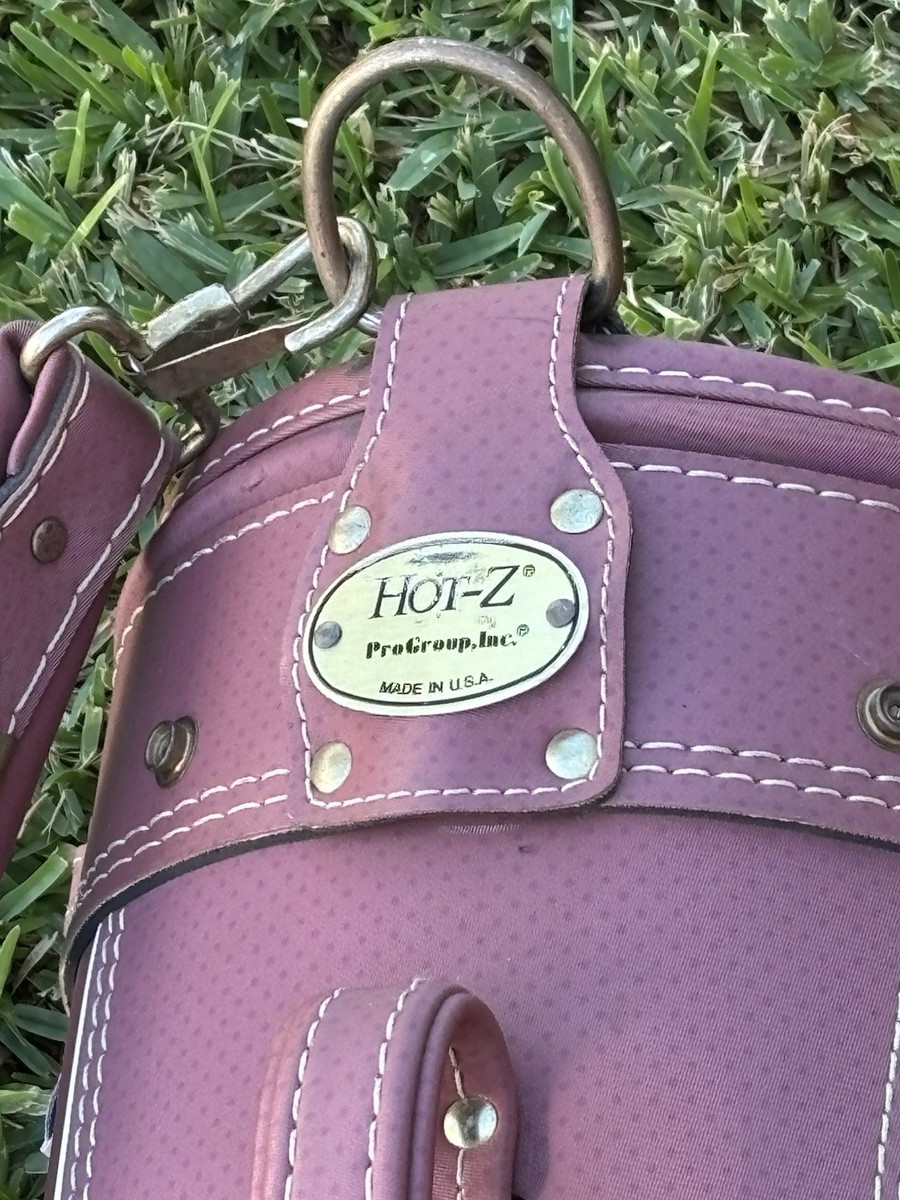 HOT-Z®
ProGroup, Inc.®
MADE IN U.S.A.